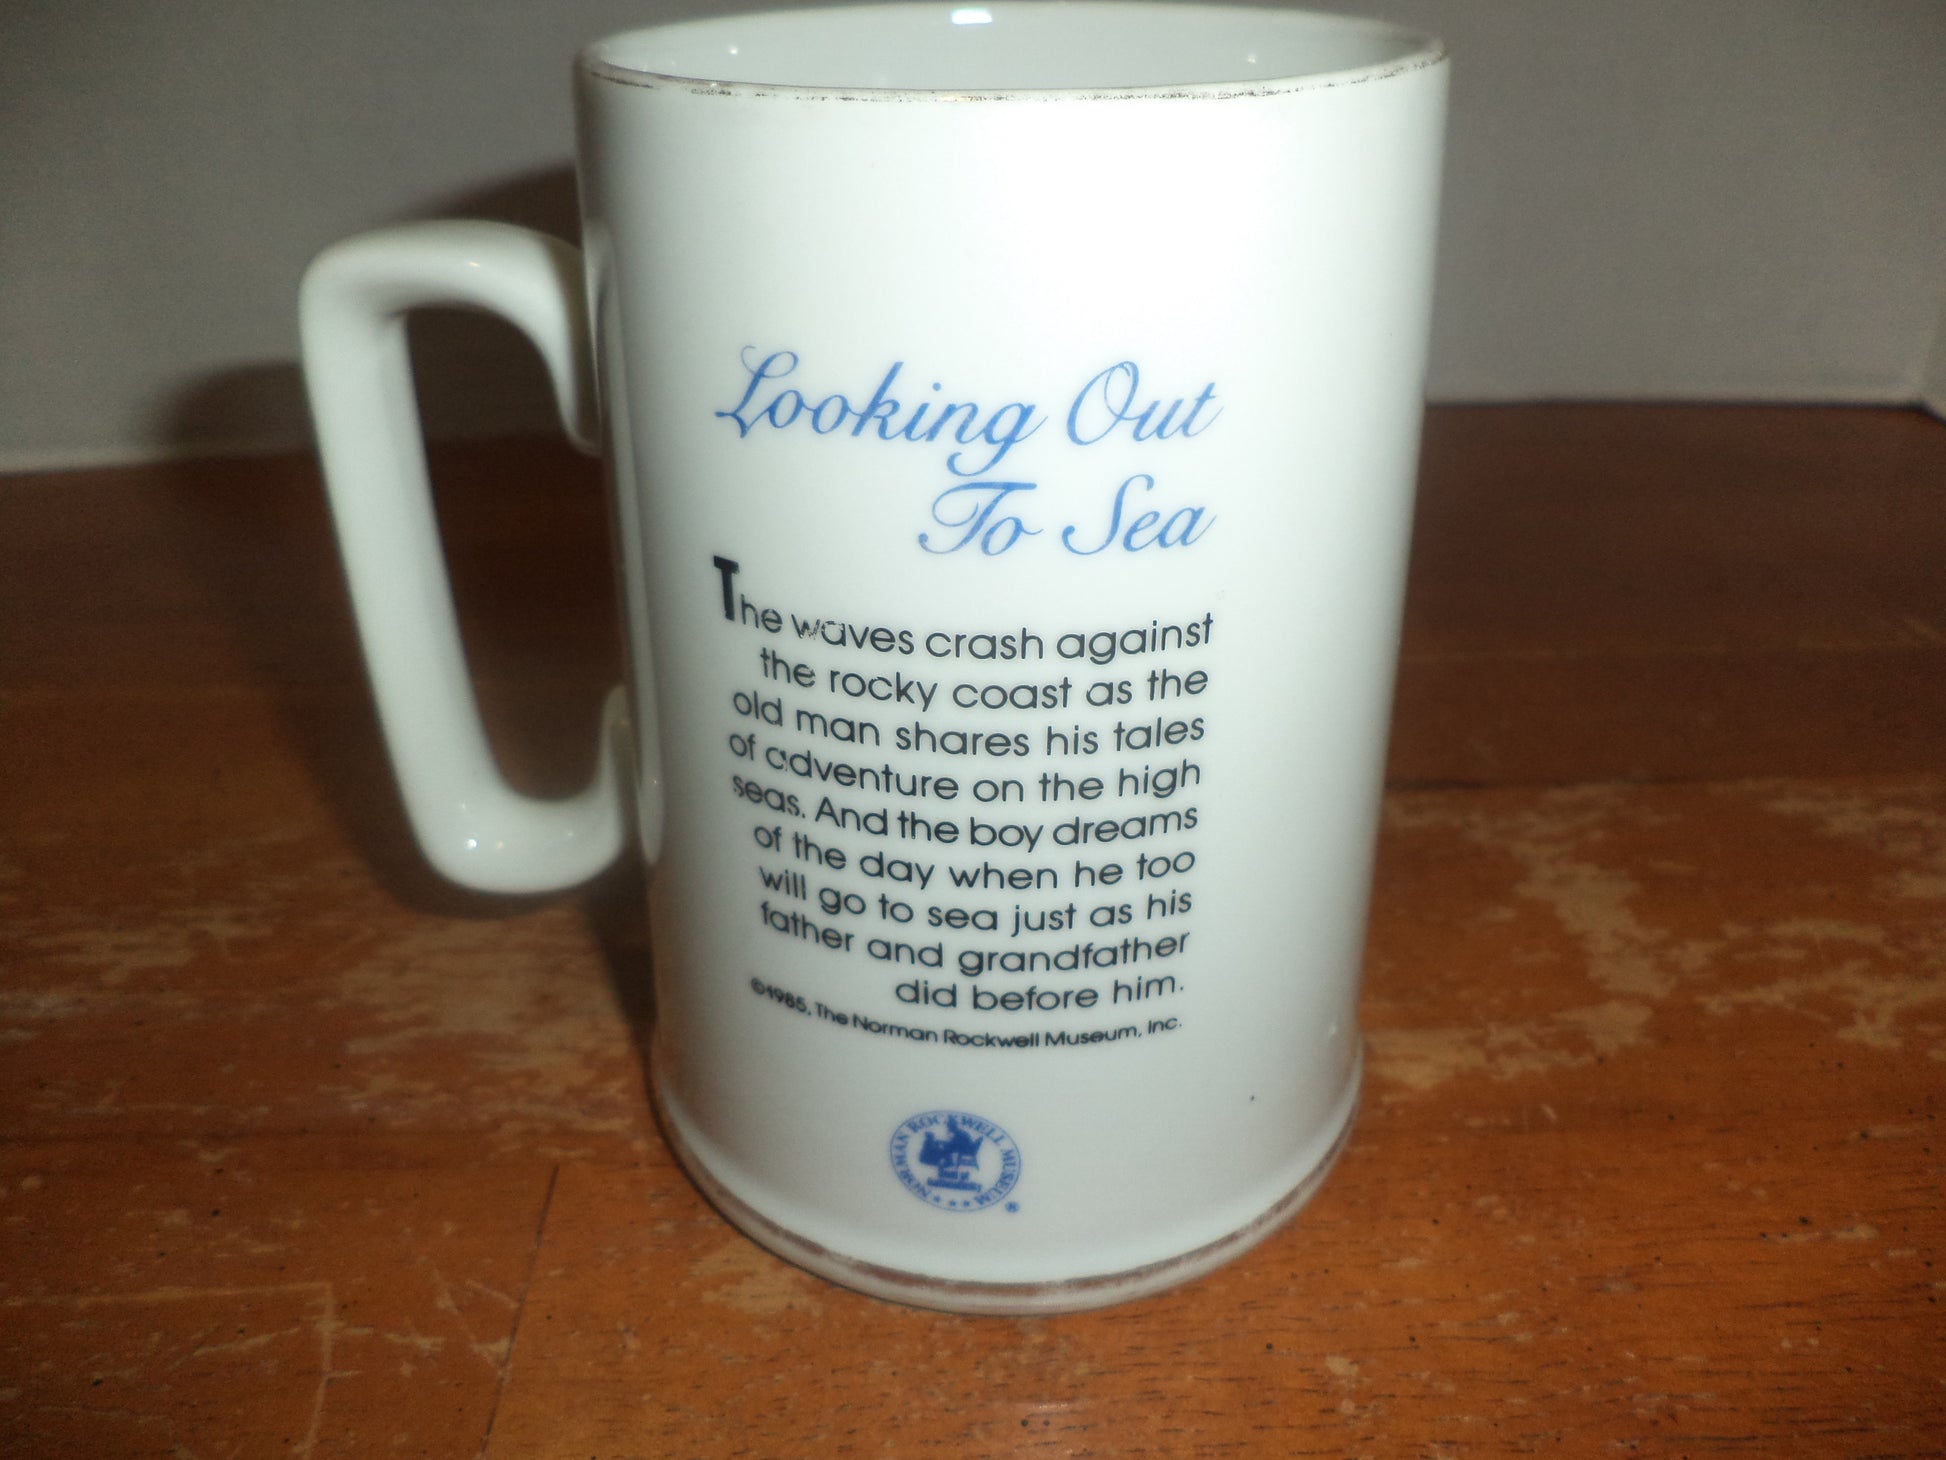 Looking Out
To Sea
The waves crash against
the rocky coast as the
old man shares his tales
of adventure on the high
seas. And the boy dreams
of the day when he too
will go to sea just as his
father and grandfather
did before him.
©1985, The Norman Rockwell Museum, Inc.
NORMAN ROCKWELL MUSEUM
®